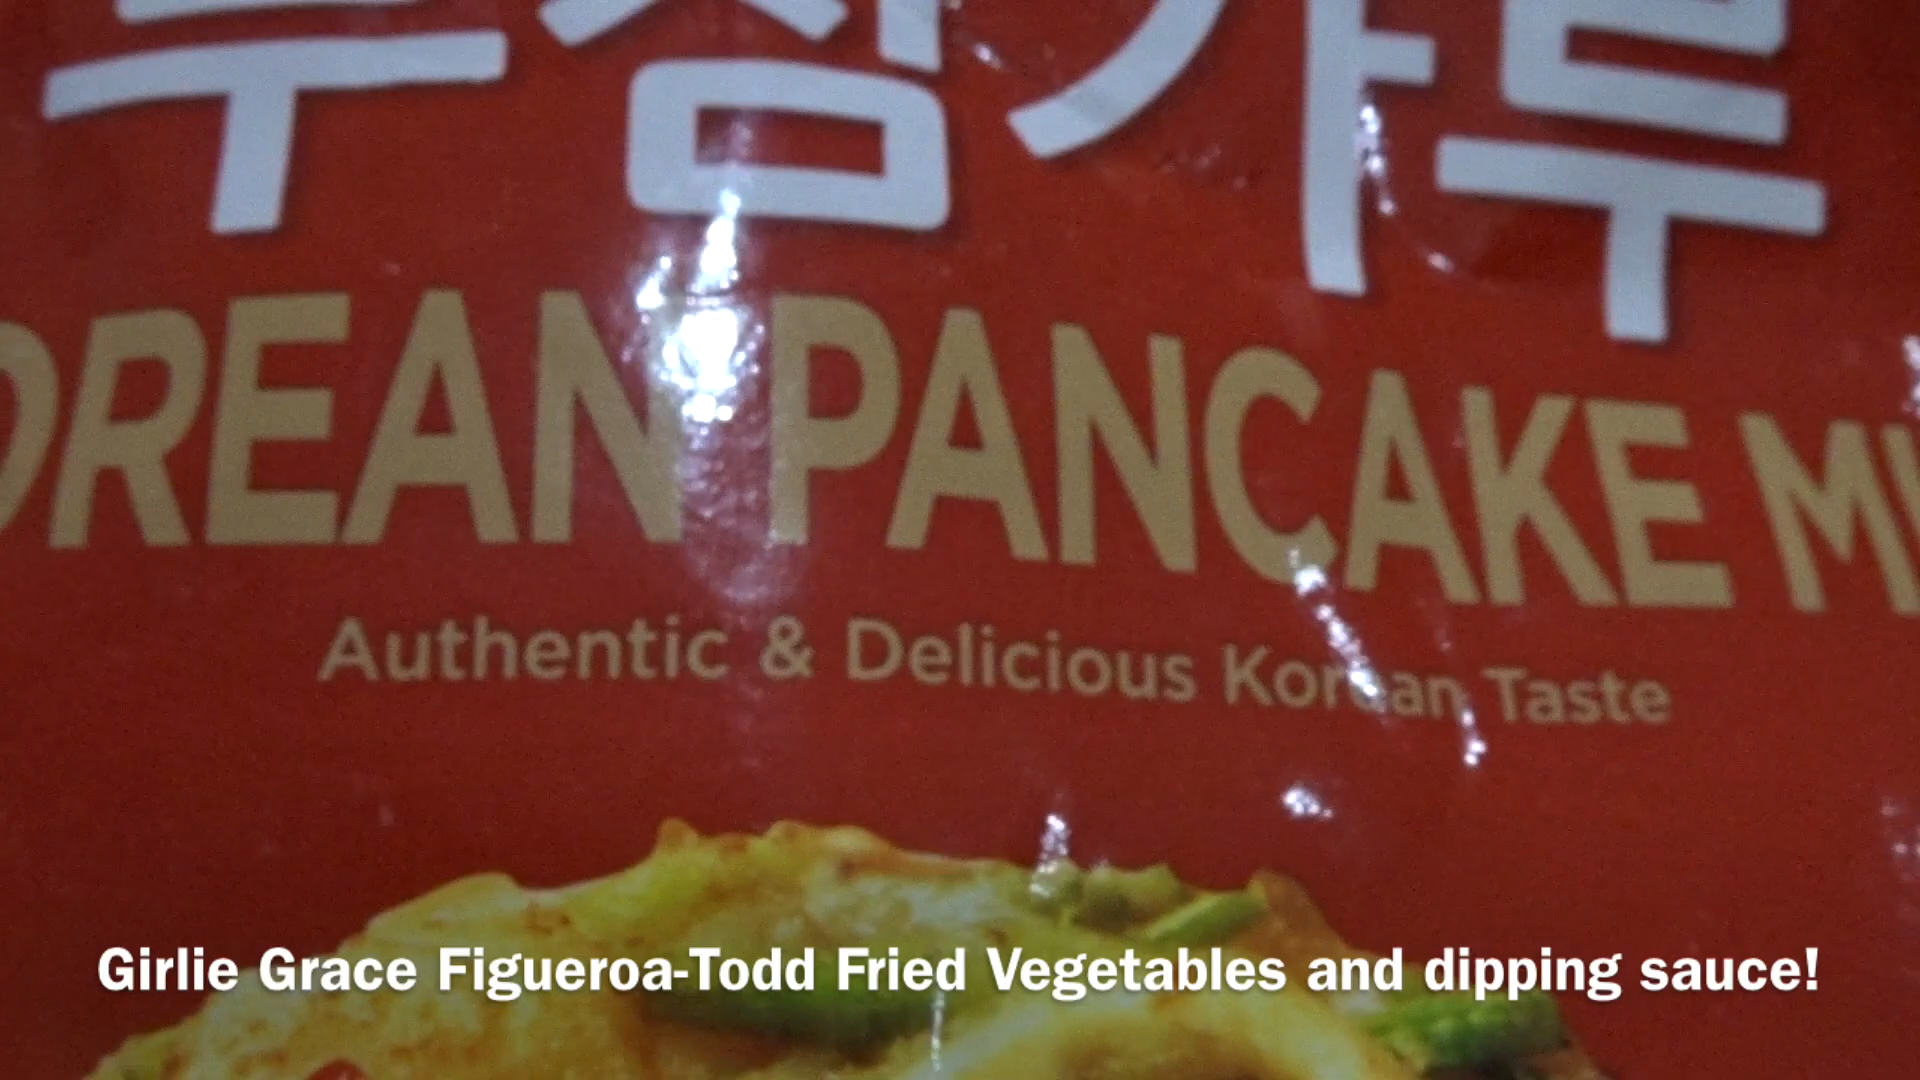 부침가루
OREAN PANCAKE MI
Authentic & Delicious Korean Taste
Girlie Grace Figueroa-Todd Fried Vegetables and dipping sauce!